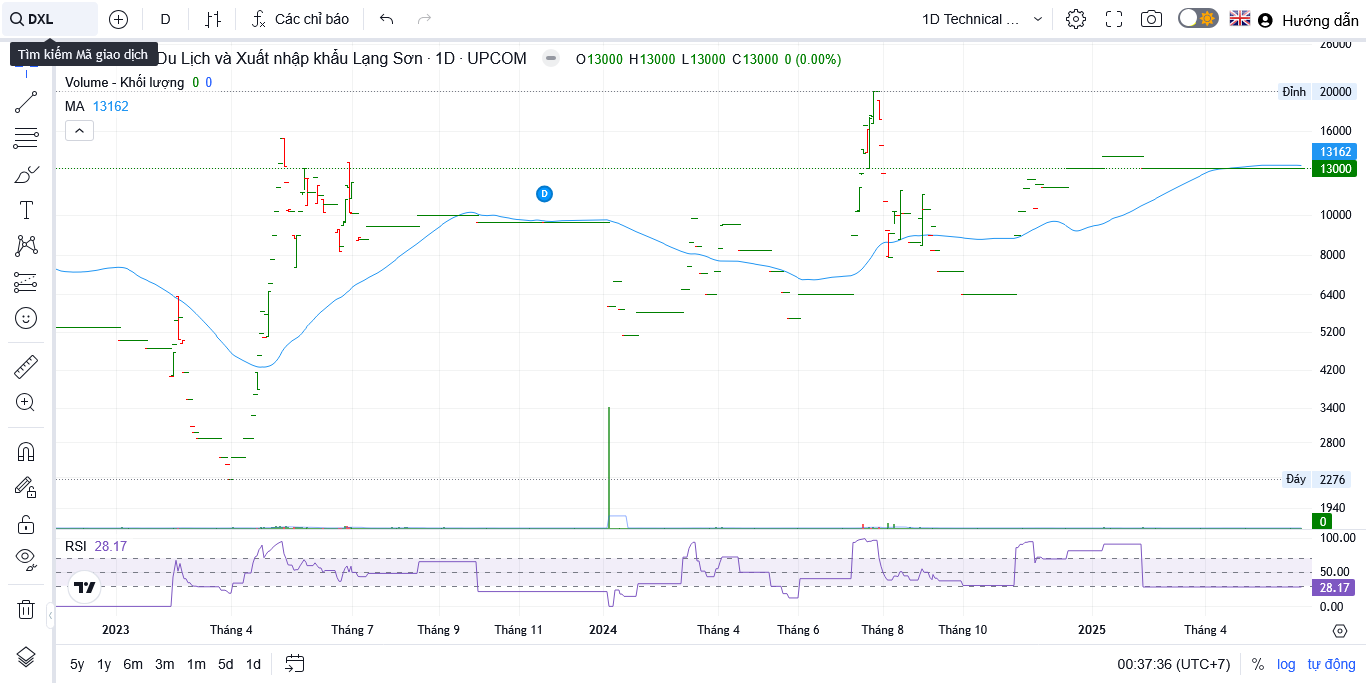 DXL
D
Các chỉ báo
1D Technical ...
Hướng dẫn
Tìm kiếm Mã giao dịch
Du Lịch và Xuất nhập khẩu Lạng Sơn · 1D · UPCOM
O13000 H13000 L13000 C13000 0 (0.00%)
Volume - Khối lượng 0 0
MA 13162
D
26000
Đỉnh 20000
16000
13162
13000
10000
8000
6400
5200
4200
3400
2800
Đáy 2276
1940
0
RSI 28.17
100.00
50.00
28.17
0.00
2023 Tháng 4 Tháng 7 Tháng 9 Tháng 11 2024 Tháng 4 Tháng 6 Tháng 8 Tháng 10 2025 Tháng 4
5y 1y 6m 3m 1m 5d 1d
00:37:36 (UTC+7) % log tự động